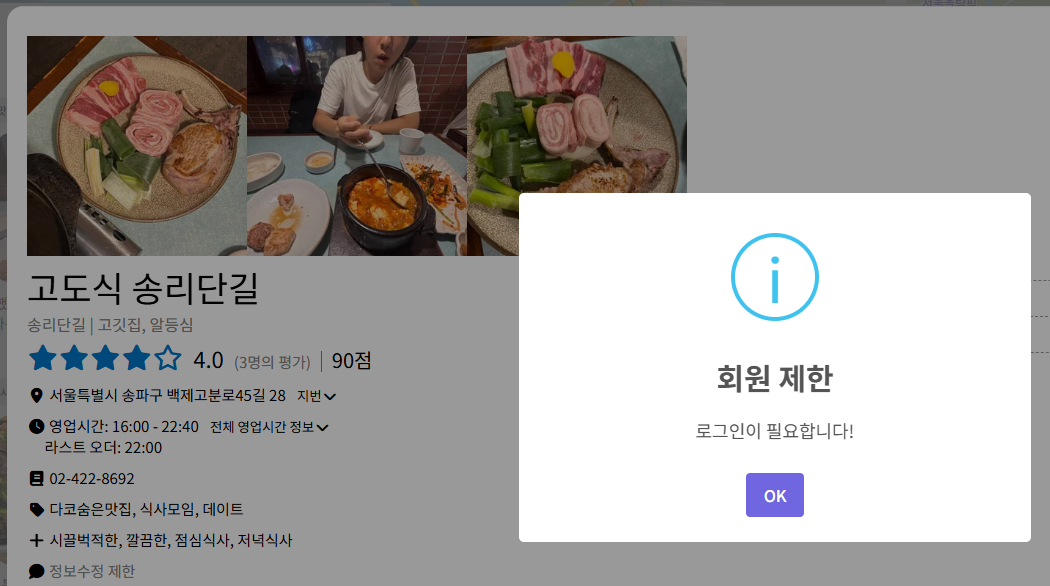 고도식 송리단길
송리단길 | 고깃집, 알등심
4.0 (3명의 평가) | 90점
서울특별시 송파구 백제고분로45길 28 지번
영업시간: 16:00 - 22:40 전체 영업시간 정보
라스트 오더: 22:00
02-422-8692
다코숨은맛집, 식사모임, 데이트
시끌벅적한, 깔끔한, 점심식사, 저녁식사
정보수정 제한
회원 제한
로그인이 필요합니다!
OK